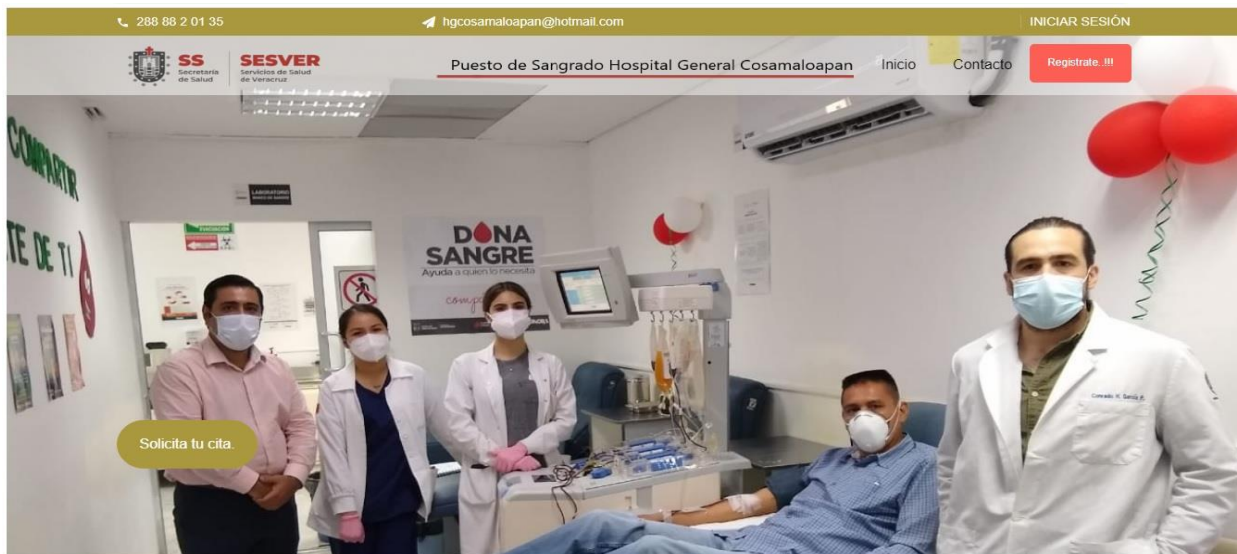 288 88 2 01 35
hgcosamaloapan@hotmail.com
INICIAR SESIÓN
SS
Secretaría
de Salud
SESVER
Servicios de Salud
de Veracruz
Puesto de Sangrado Hospital General Cosamaloapan
Inicio
Contacto
Registrate..!!!
COMPARTIR
TE DE TI
LABORATORIO
DONA
SANGRE
Ayuda a quien lo necesita
Solicita tu cita.